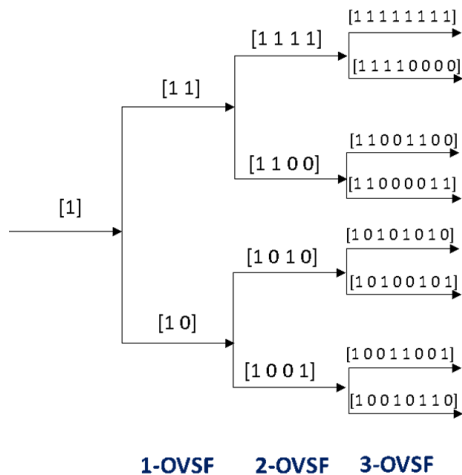 [1 1 1 1 1 1 1 1]
[1 1 1 1]
[1 1 1 1 0 0 0 0]
[1 1]
[1 1 0 0 1 1 0 0]
[1 1 0 0]
[1 1 0 0 0 0 1 1]
[1]
[1 0 1 0 1 0 1 0]
[1 0 1 0]
[1 0 1 0 0 1 0 1]
[1 0]
[1 0 0 1 1 0 0 1]
[1 0 0 1]
[1 0 0 1 0 1 1 0]
1-OVSF 2-OVSF 3-OVSF